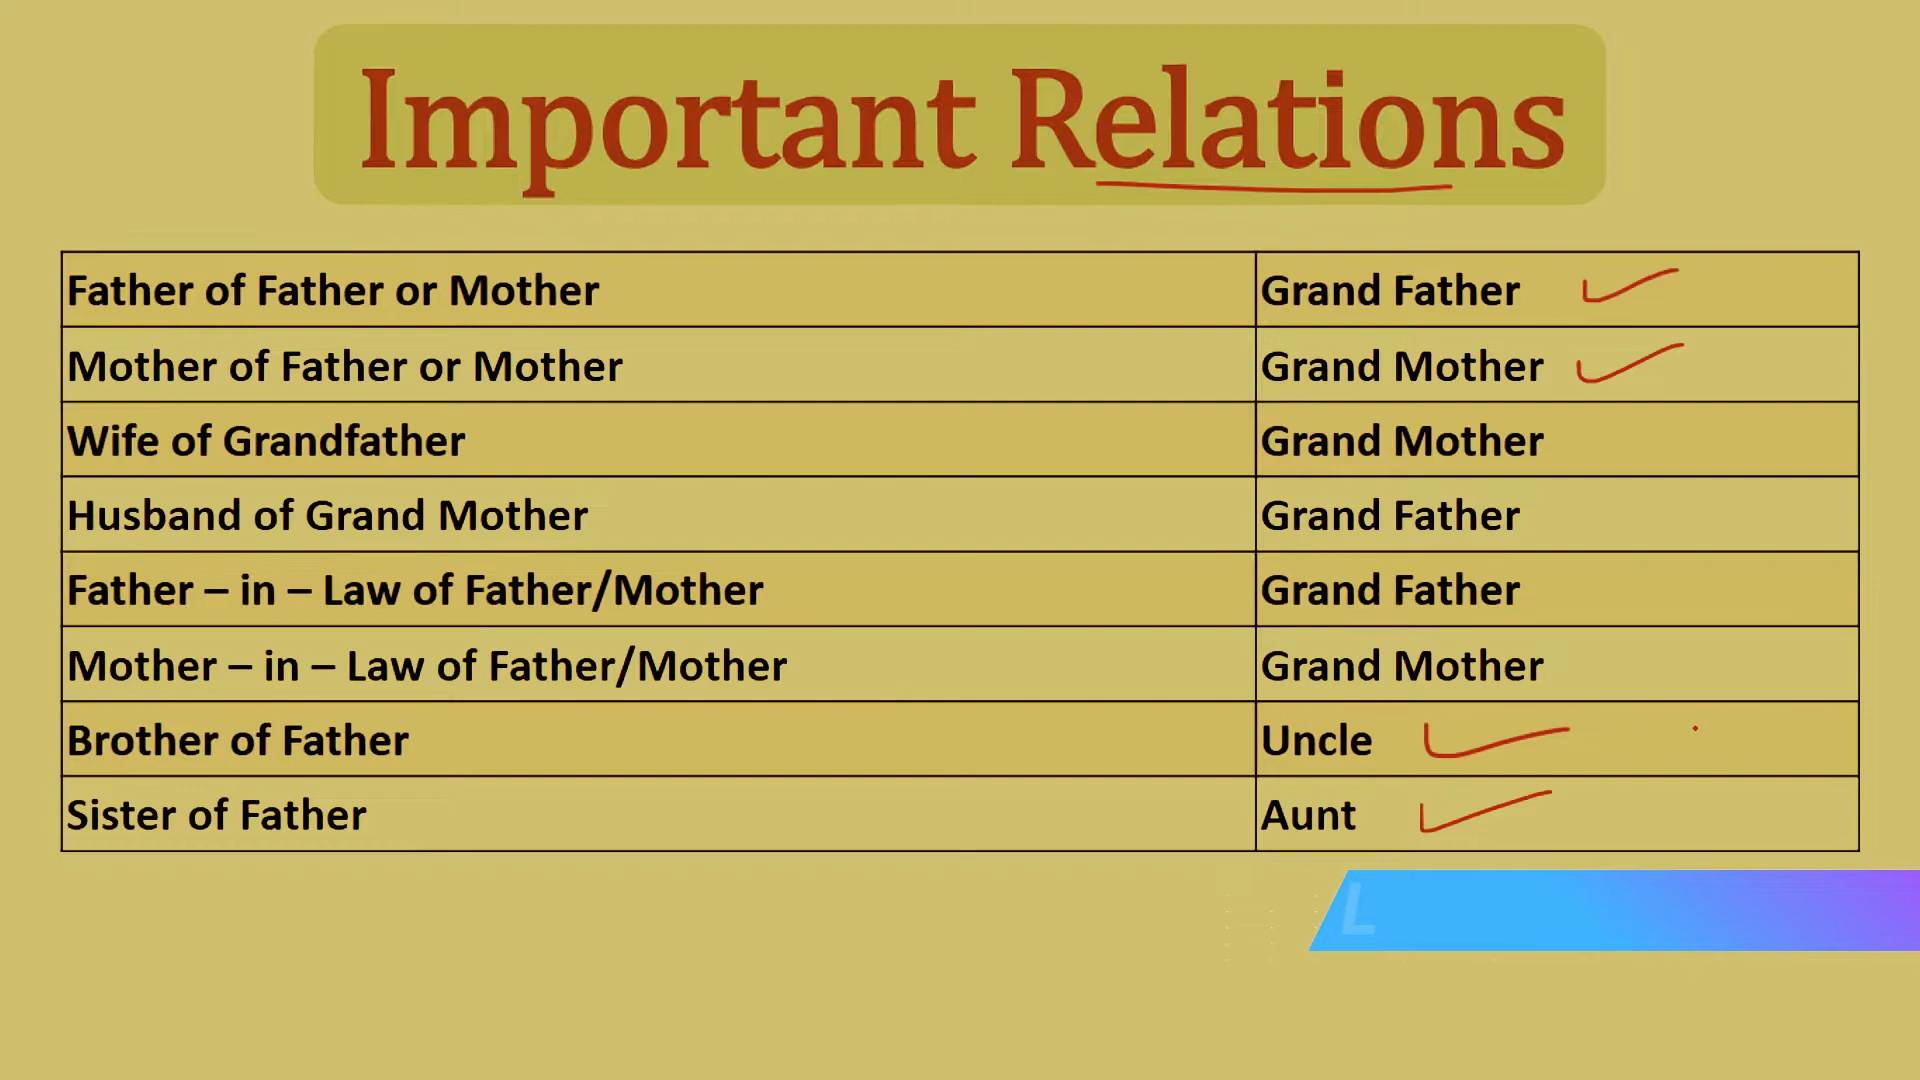 Important Relations
Father of Father or Mother Grand Father
Mother of Father or Mother Grand Mother
Wife of Grandfather Grand Mother
Husband of Grand Mother Grand Father
Father – in – Law of Father/Mother Grand Father
Mother – in – Law of Father/Mother Grand Mother
Brother of Father Uncle
Sister of Father Aunt
L